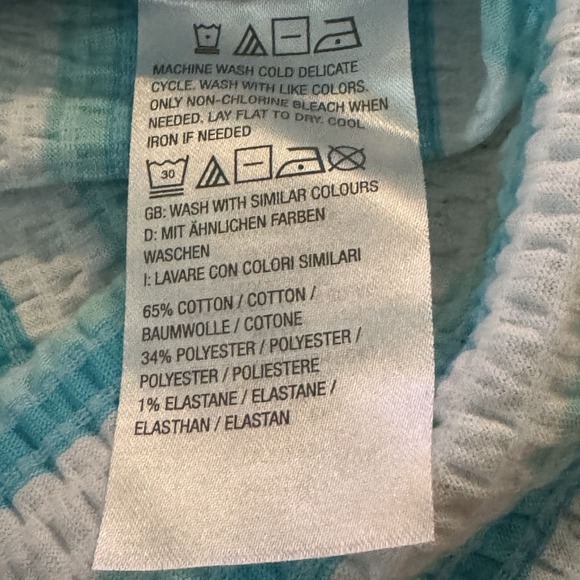 MACHINE WASH COLD DELICATE
CYCLE. WASH WITH LIKE COLORS.
ONLY NON-CHLORINE BLEACH WHEN
NEEDED. LAY FLAT TO DRY. COOL
IRON IF NEEDED
30
GB: WASH WITH SIMILAR COLOURS
D: MIT ÄHNLICHEN FARBEN
WASCHEN
I: LAVARE CON COLORI SIMILARI
65% COTTON / COTTON /
BAUMWOLLE / COTONE
34% POLYESTER / POLYESTER /
POLYESTER / POLIESTERE
1% ELASTANE / ELASTANE /
ELASTHAN / ELASTAN